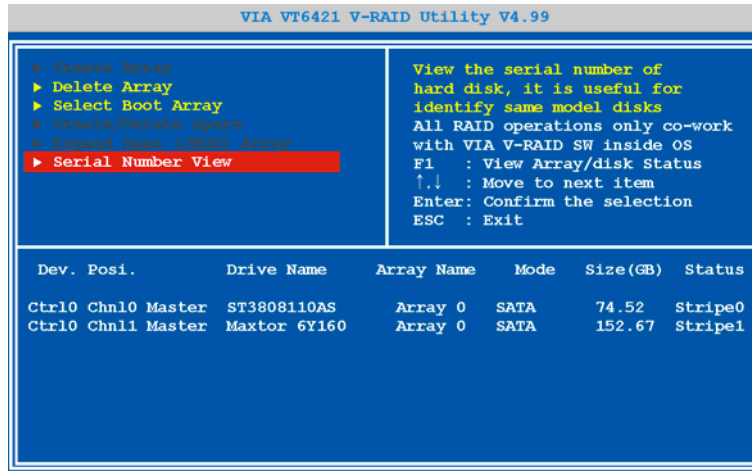 VIA VT6421 V-RAID Utility V4.99
▶ Create Array
▶ Delete Array
▶ Select Boot Array
▶ Create/Delete Spare
▶ Expand Span (JBOD) Array
▶ Serial Number View
View the serial number of
hard disk, it is useful for
identify same model disks
All RAID operations only co-work
with VIA V-RAID SW inside OS
F1 : View Array/disk Status
↑.↓ : Move to next item
Enter: Confirm the selection
ESC : Exit
Dev. Posi. Drive Name Array Name Mode Size(GB) Status
Ctrl0 Chnl0 Master ST3808110AS Array 0 SATA 74.52 Stripe0
Ctrl0 Chnl1 Master Maxtor 6Y160 Array 0 SATA 152.67 Stripe1